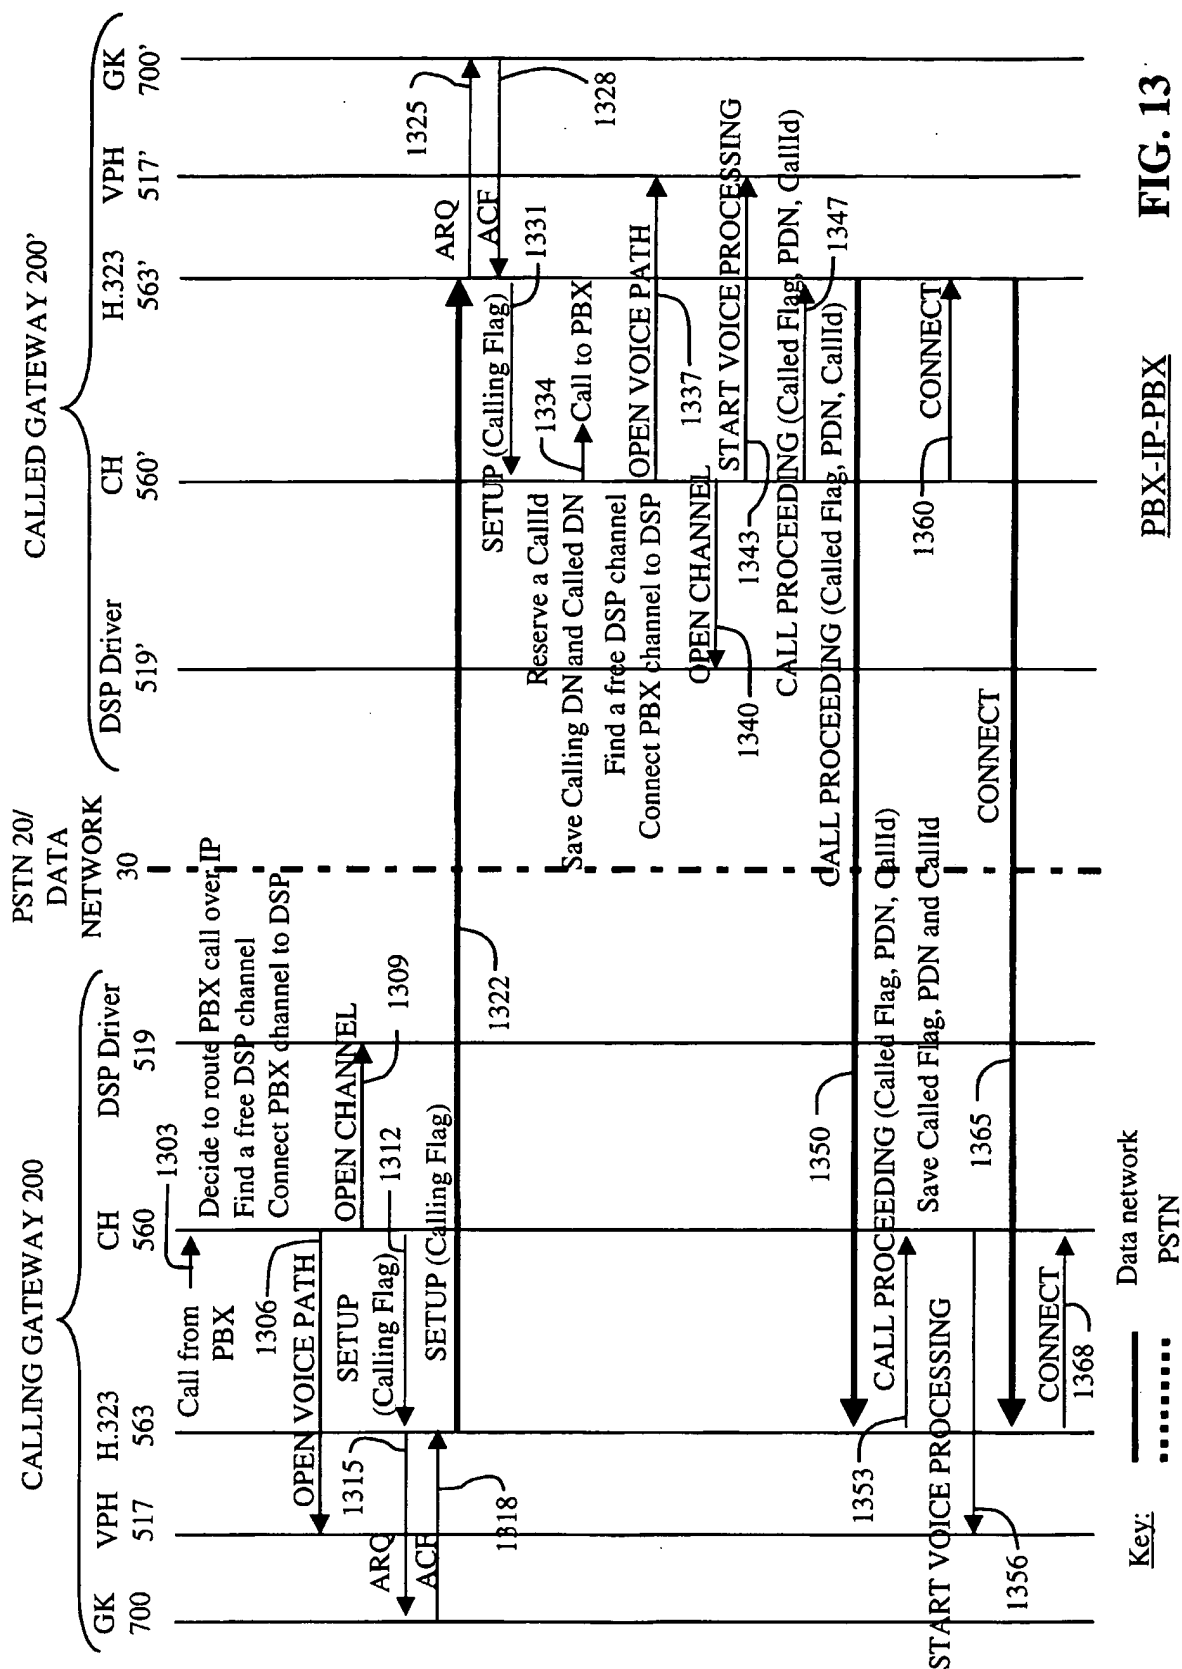 CALLING GATEWAY 200
PSTN 20/
DATA
NETWORK
30
CALLED GATEWAY 200'
GK
700
VPH
517
H.323
563
CH
560
DSP Driver
519
DSP Driver
519'
CH
560'
H.323
563'
VPH
517'
GK
700'
Call from
PBX
1303
Decide to route PBX call over IP
Find a free DSP channel
Connect PBX channel to DSP
1306
OPEN VOICE PATH
OPEN CHANNEL
1309
SETUP
(Calling Flag)
1312
1315
ARQ
ACF
1318
SETUP (Calling Flag)
1322
ARQ
1325
ACF
1328
SETUP (Calling Flag)
1331
Reserve a CallId
Save Calling DN and Called DN
Find a free DSP channel
Connect PBX channel to DSP
1334
Call to PBX
OPEN VOICE PATH
1337
OPEN CHANNEL
1340
START VOICE PROCESSING
1343
CALL PROCEEDING (Called Flag, PDN, CallId)
1347
CALL PROCEEDING (Called Flag, PDN, CallId)
1350
CALL PROCEEDING (Called Flag, PDN, CallId)
1353
Save Called Flag, PDN and CallId
START VOICE PROCESSING
1356
CONNECT
1360
CONNECT
1365
CONNECT
1368
Key:
Data network
PSTN
PBX-IP-PBX
FIG. 13